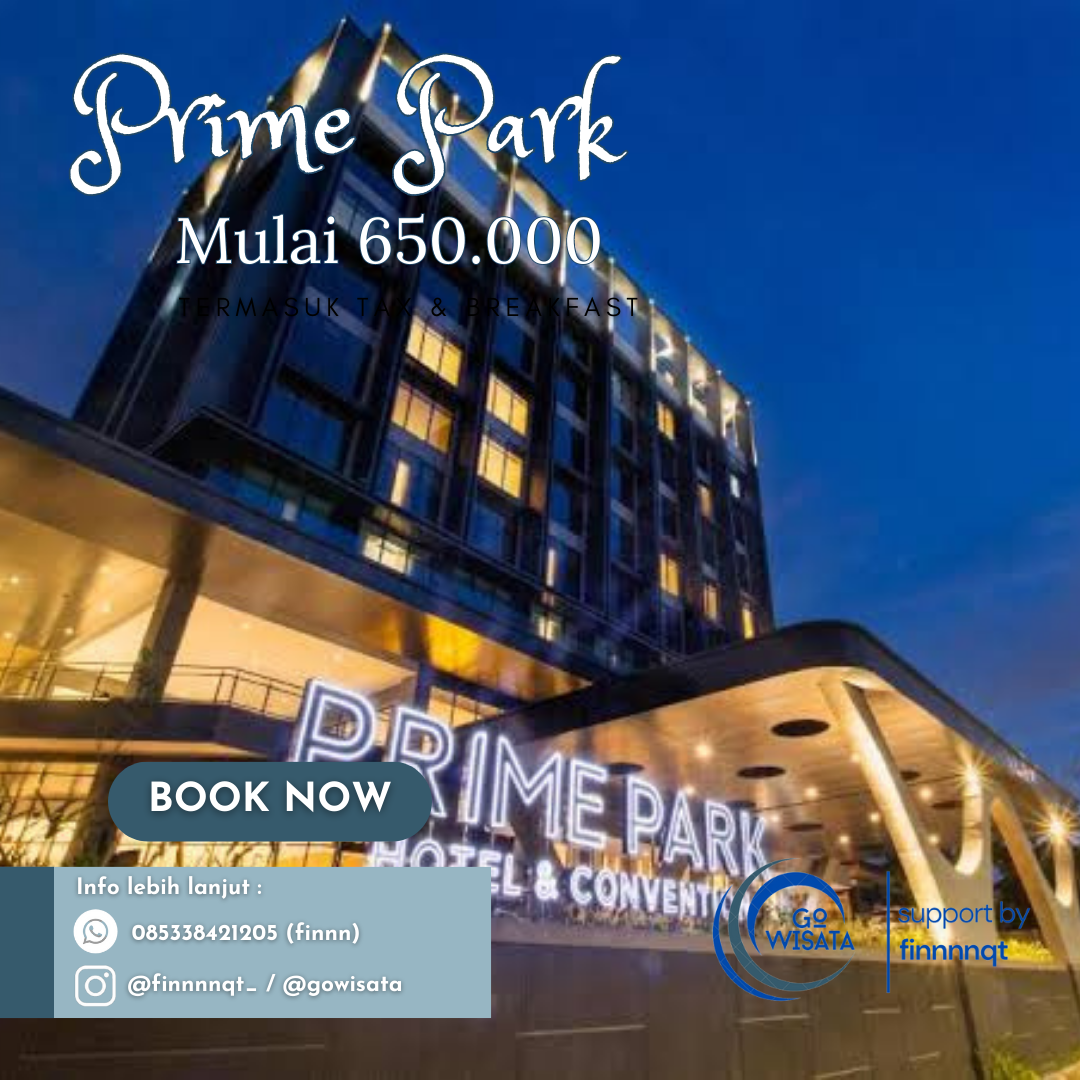 Prime Park
Mulai 650.000
TERMASUK TAX & BREAKFAST
PRIME PARK
HOTEL & CONVENTI
BOOK NOW
Info lebih lanjut :
085338421205 (finnn)
@finnnnqt_ / @gowisata
GO
WISATA
support by
finnnnqt